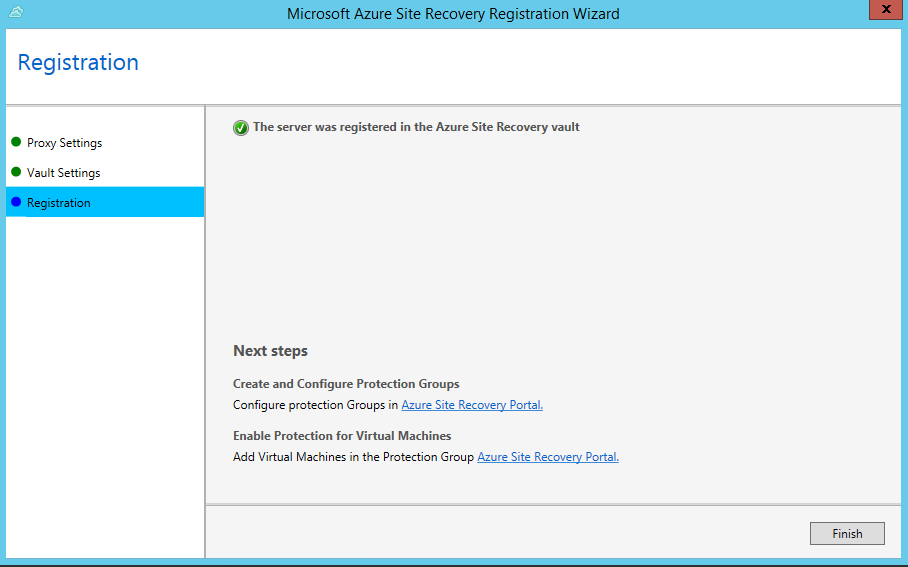 Microsoft Azure Site Recovery Registration Wizard
x
Registration
Proxy Settings
Vault Settings
Registration
The server was registered in the Azure Site Recovery vault
Next steps
Create and Configure Protection Groups
Configure protection Groups in Azure Site Recovery Portal.
Enable Protection for Virtual Machines
Add Virtual Machines in the Protection Group Azure Site Recovery Portal.
Finish